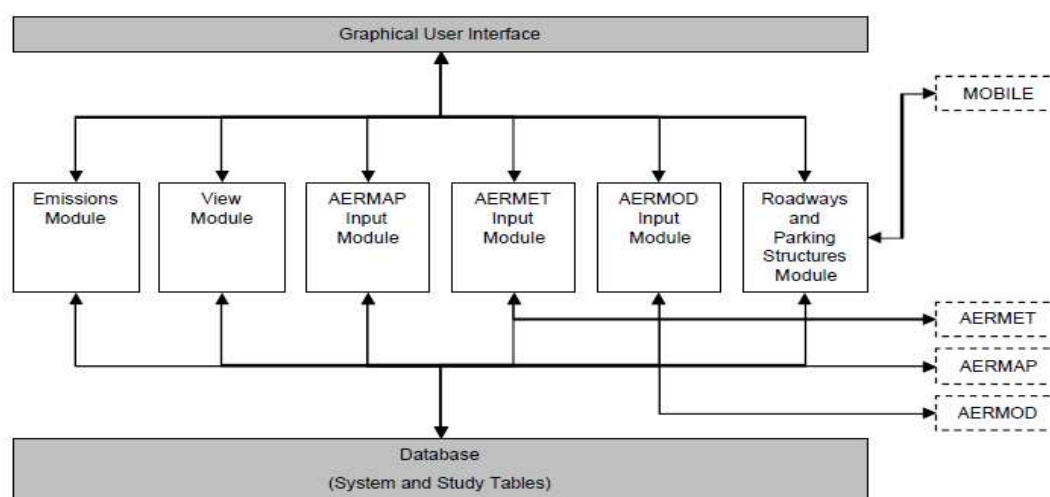 Graphical User Interface
MOBILE
Emissions
Module
View
Module
AERMAP
Input
Module
AERMET
Input
Module
AERMOD
Input
Module
Roadways
and
Parking
Structures
Module
AERMET
AERMAP
AERMOD
Database
(System and Study Tables)